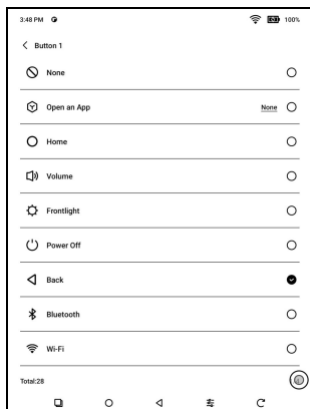 3:48 PM 100%
Button 1
None
Open an App None
Home
Volume
Frontlight
Power Off
Back
Bluetooth
Wi-Fi
Total:28